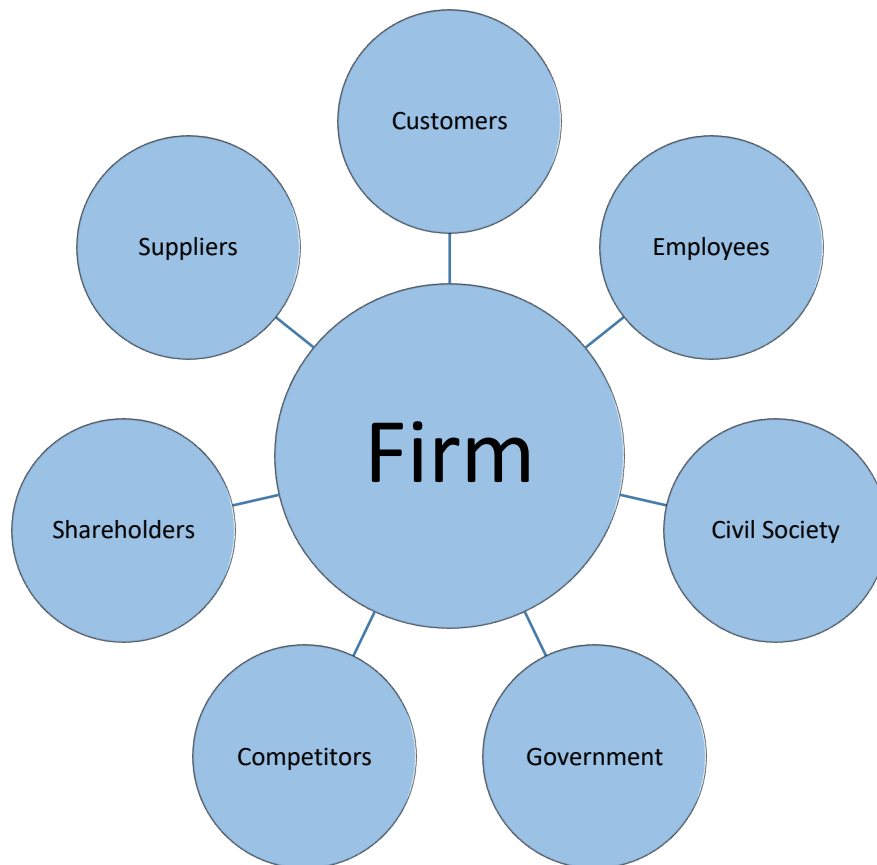 Customers
Suppliers
Employees
Firm
Shareholders
Civil Society
Competitors
Government